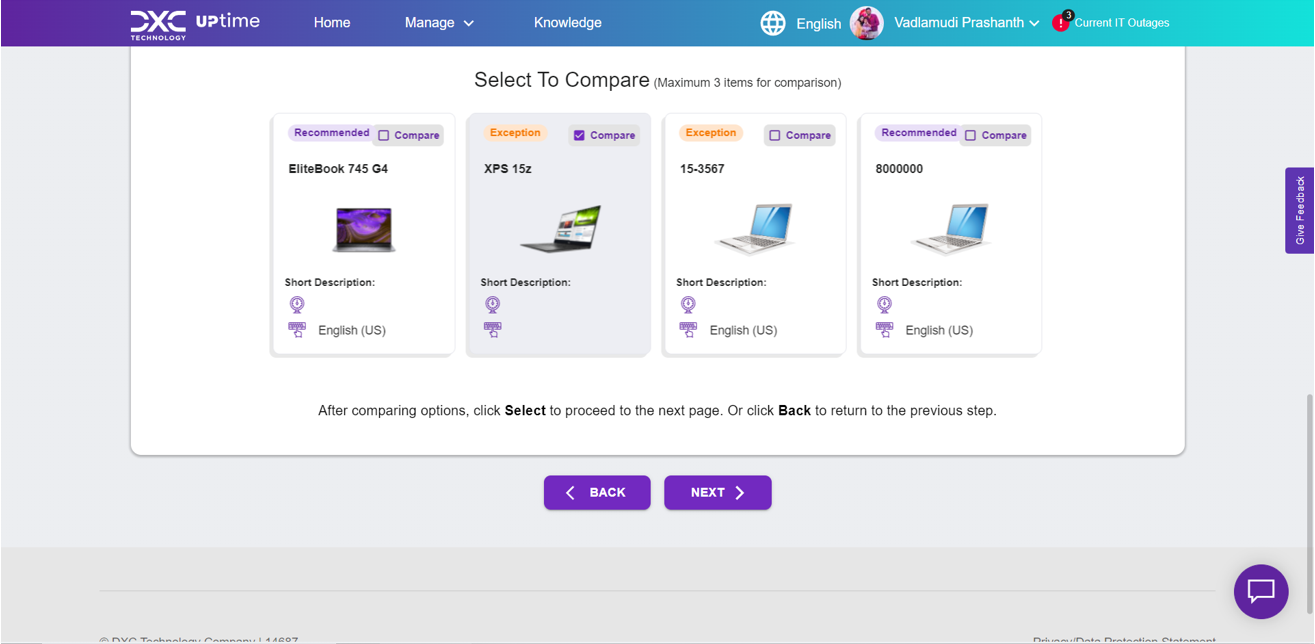 DXC TECHNOLOGY UPtime Home Manage Knowledge English Vadlamudi Prashanth 3 Current IT Outages
Select To Compare (Maximum 3 items for comparison)
Recommended Compare
EliteBook 745 G4
Short Description:
English (US)
Exception Compare
XPS 15z
Short Description:
Exception Compare
15-3567
Short Description:
English (US)
Recommended Compare
8000000
Short Description:
English (US)
Give Feedback
After comparing options, click Select to proceed to the next page. Or click Back to return to the previous step.
BACK NEXT
© DXC Technology Company | 14687 Privacy/Data Protection Statement